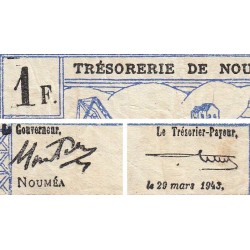 1 F.
TRÉSORERIE DE NOU
Le Gouverneur,
Le Trésorier-Payeur,
NOUMÉA
le 29 mars 1943.